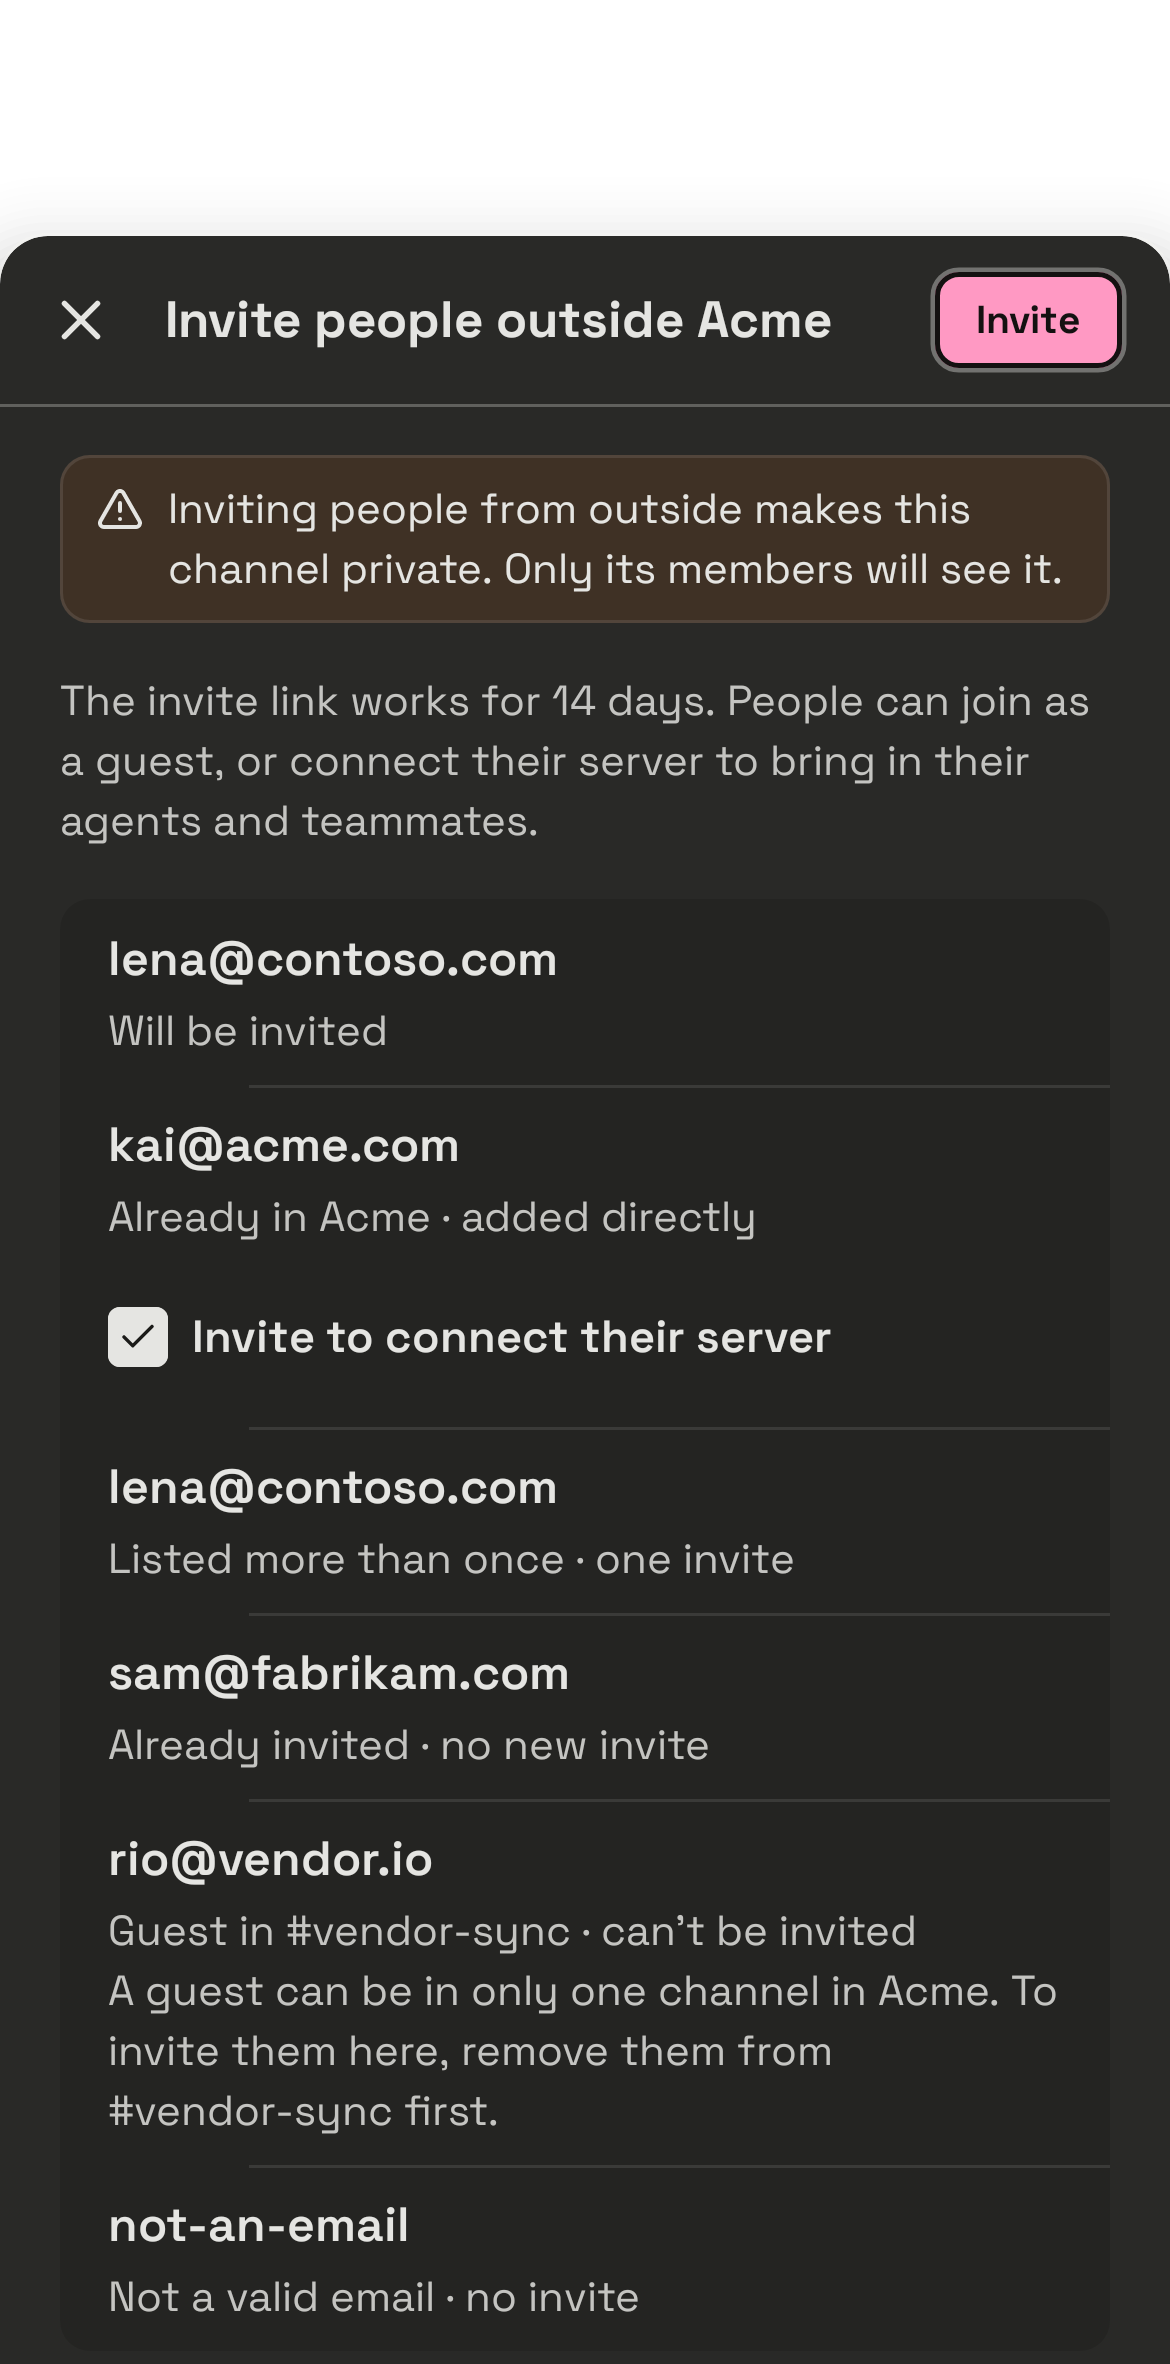 Invite people outside Acme
Invite
Inviting people from outside makes this
channel private. Only its members will see it.
The invite link works for 14 days. People can join as
a guest, or connect their server to bring in their
agents and teammates.
lena@contoso.com
Will be invited
kai@acme.com
Already in Acme · added directly
Invite to connect their server
lena@contoso.com
Listed more than once · one invite
sam@fabrikam.com
Already invited · no new invite
rio@vendor.io
Guest in #vendor-sync · can’t be invited
A guest can be in only one channel in Acme. To
invite them here, remove them from
#vendor-sync first.
not-an-email
Not a valid email · no invite